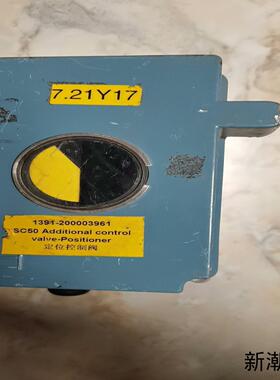 7.21Y17
1391-200003961
SC50 Additional control
valve-Positioner
定位控制阀
新潮